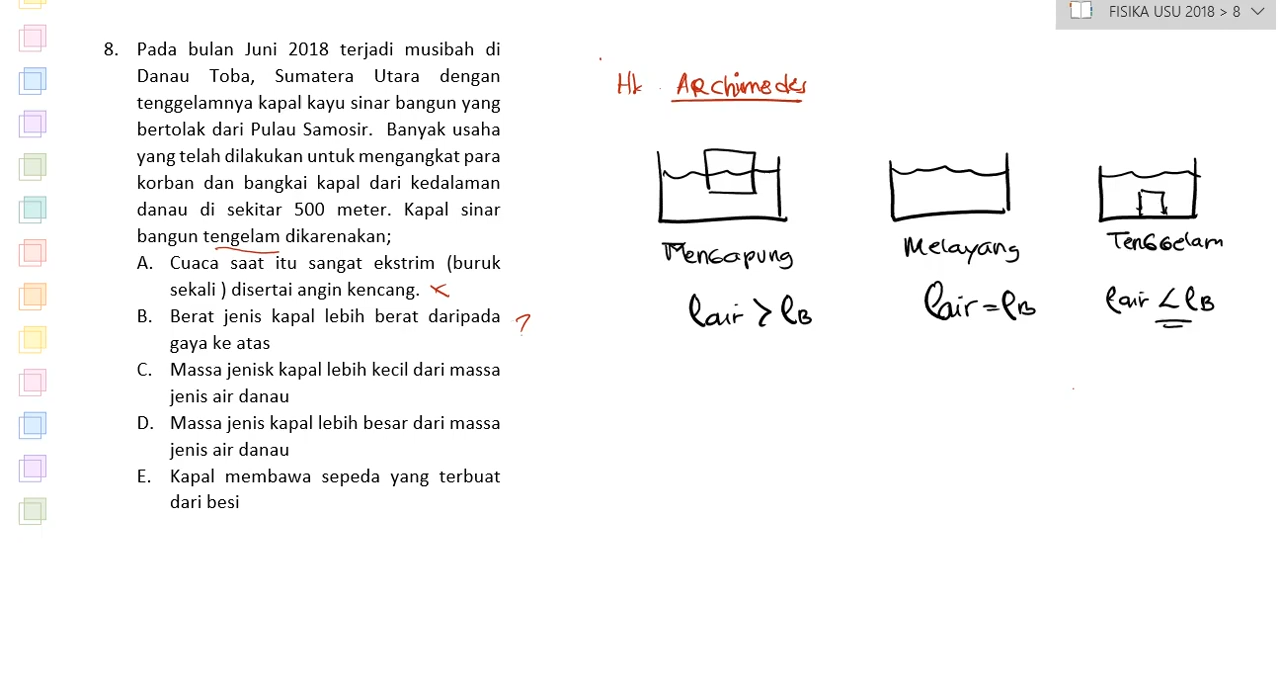 FISIKA USU 2018 > 8
8. Pada bulan Juni 2018 terjadi musibah di
Danau Toba, Sumatera Utara dengan
tenggelamnya kapal kayu sinar bangun yang
bertolak dari Pulau Samosir. Banyak usaha
yang telah dilakukan untuk mengangkat para
korban dan bangkai kapal dari kedalaman
danau di sekitar 500 meter. Kapal sinar
bangun tengelam dikarenakan;
A. Cuaca saat itu sangat ekstrim (buruk
sekali ) disertai angin kencang. ×
B. Berat jenis kapal lebih berat daripada ?
gaya ke atas
C. Massa jenisk kapal lebih kecil dari massa
jenis air danau
D. Massa jenis kapal lebih besar dari massa
jenis air danau
E. Kapal membawa sepeda yang terbuat
dari besi
Hk. Archimedes
Mengapung
ρair > ρB
Melayang
ρair = ρB
Tenggelam
ρair < ρB